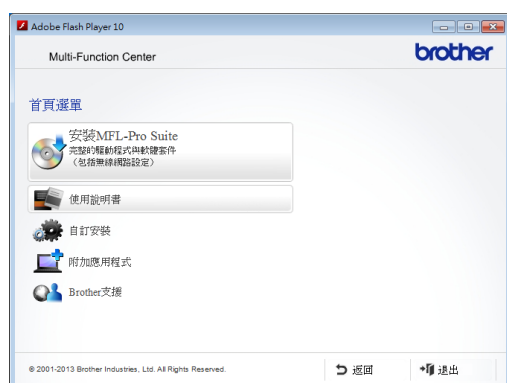 Adobe Flash Player 10
Multi-Function Center
brother
首頁選單
安裝MFL-Pro Suite
完整的驅動程式與軟體套件
（包括無線網路設定）
使用說明書
自訂安裝
附加應用程式
Brother支援
© 2001-2013 Brother Industries, Ltd. All Rights Reserved.
返回
退出